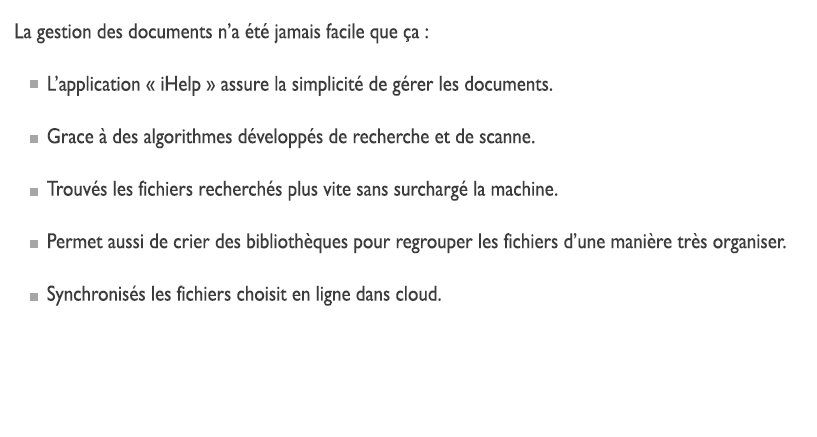 La gestion des documents n’a été jamais facile que ça :
▪ L’application « iHelp » assure la simplicité de gérer les documents.
▪ Grace à des algorithmes développés de recherche et de scanne.
▪ Trouvés les fichiers recherchés plus vite sans surchargé la machine.
▪ Permet aussi de crier des bibliothèques pour regrouper les fichiers d’une manière très organiser.
▪ Synchronisés les fichiers choisit en ligne dans cloud.